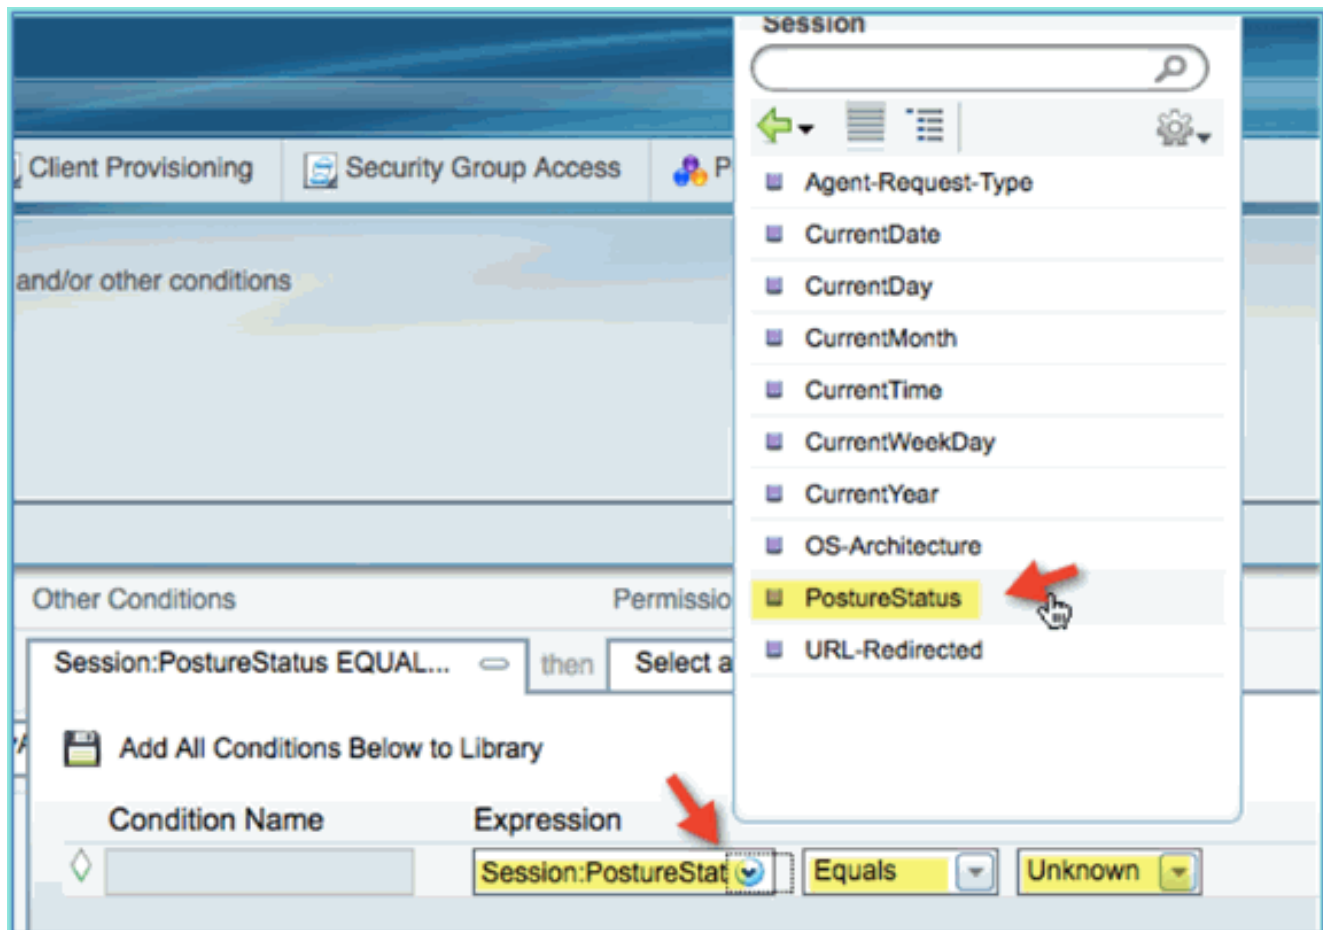 Session
Client Provisioning
Security Group Access
P
Agent-Request-Type
CurrentDate
and/or other conditions
CurrentDay
CurrentMonth
CurrentTime
CurrentWeekDay
CurrentYear
OS-Architecture
Other Conditions
Permissio
PostureStatus
Session:PostureStatus EQUAL...
then
Select a
URL-Redirected
Add All Conditions Below to Library
Condition Name
Expression
Session:PostureStat
Equals
Unknown